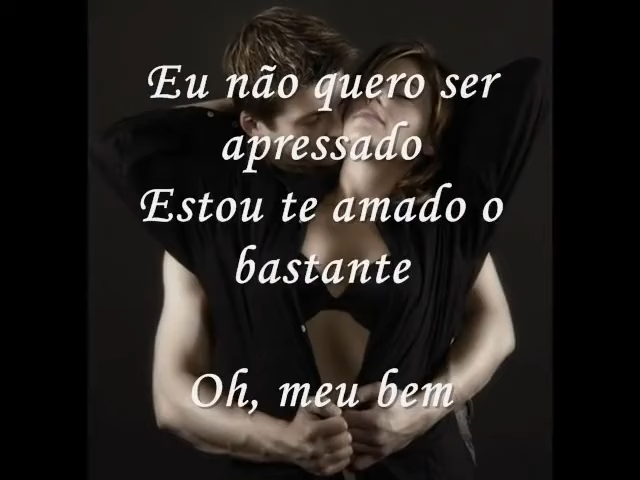 Eu não quero ser
apressado
Estou te amado o
bastante
Oh, meu bem